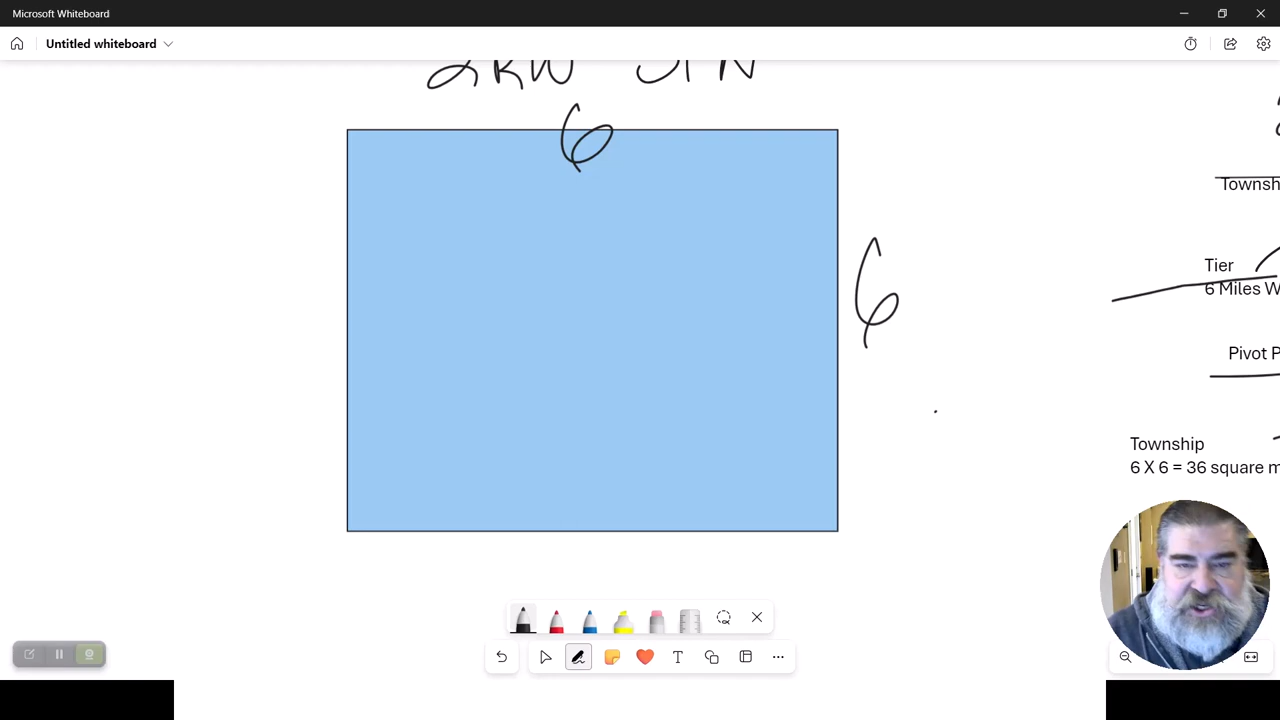 Microsoft Whiteboard
Untitled whiteboard
6
6
Townsh
Tier
6 Miles W
Pivot P
Township
6 X 6 = 36 square m
T